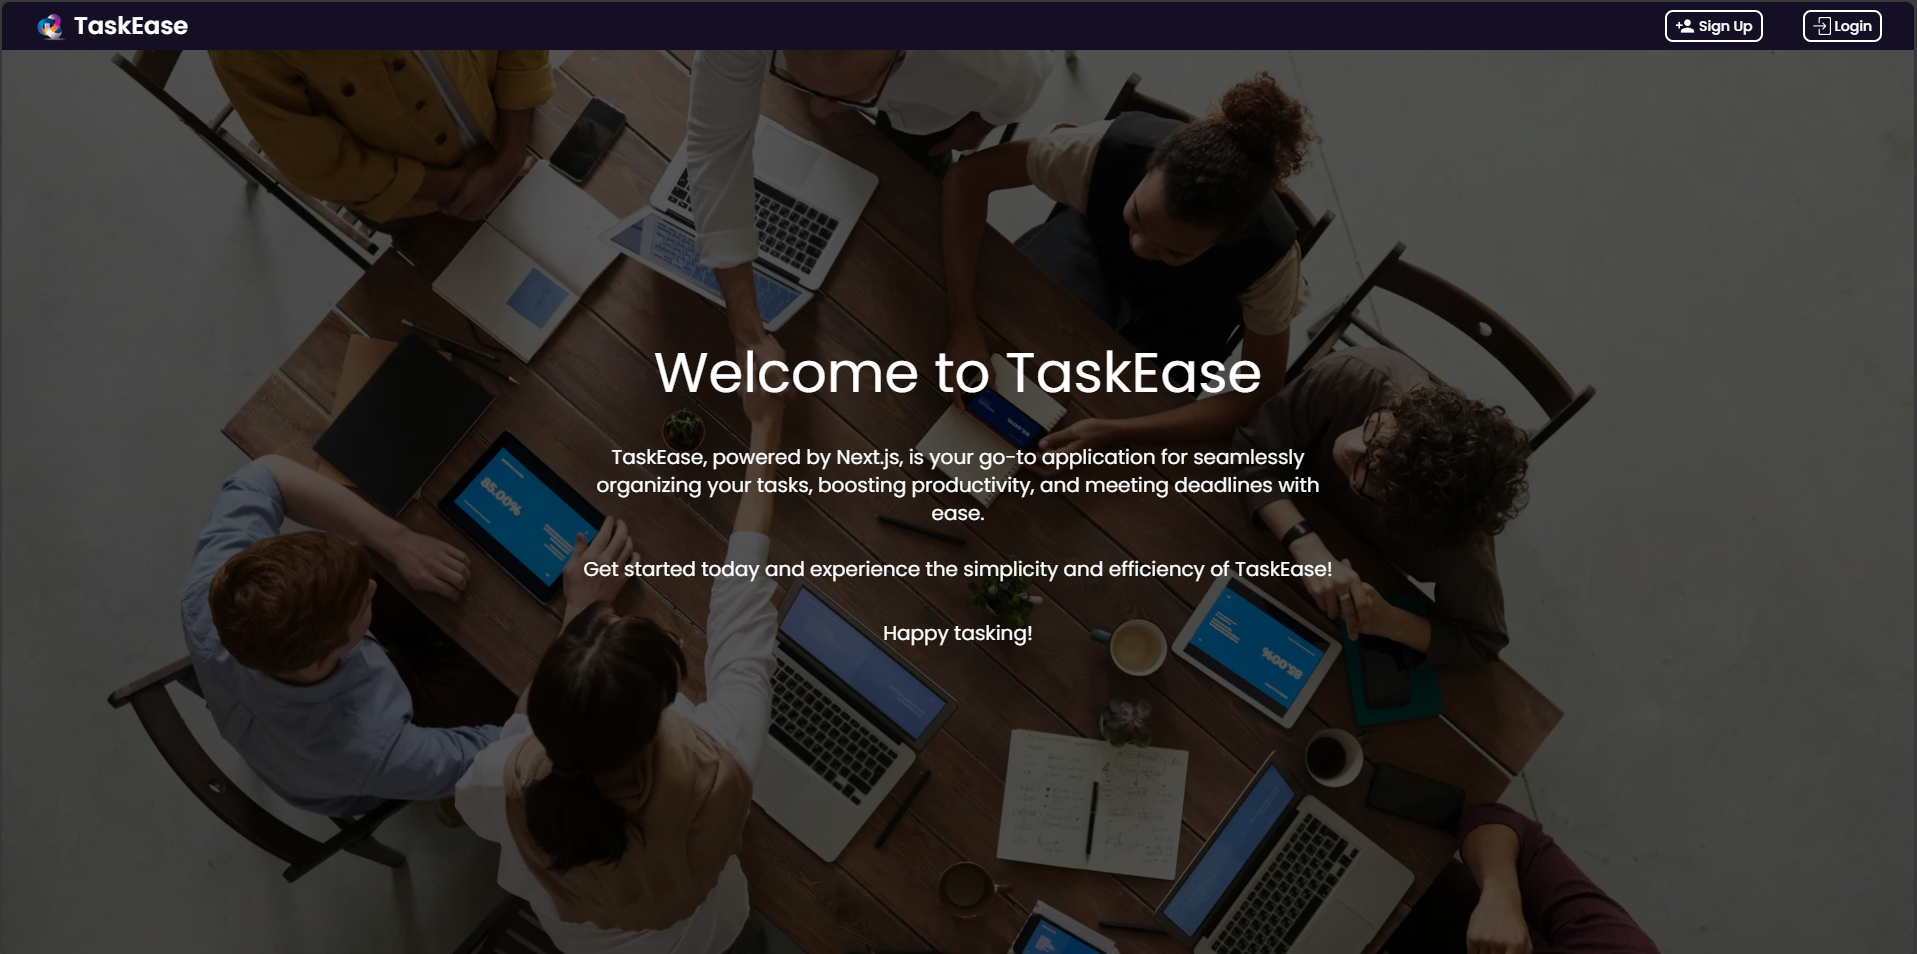 TaskEase
Sign Up
Login
Welcome to TaskEase
TaskEase, powered by Next.js, is your go-to application for seamlessly
organizing your tasks, boosting productivity, and meeting deadlines with
ease.
85.00%
85.00%
Get started today and experience the simplicity and efficiency of TaskEase!
Happy tasking!
85.00%